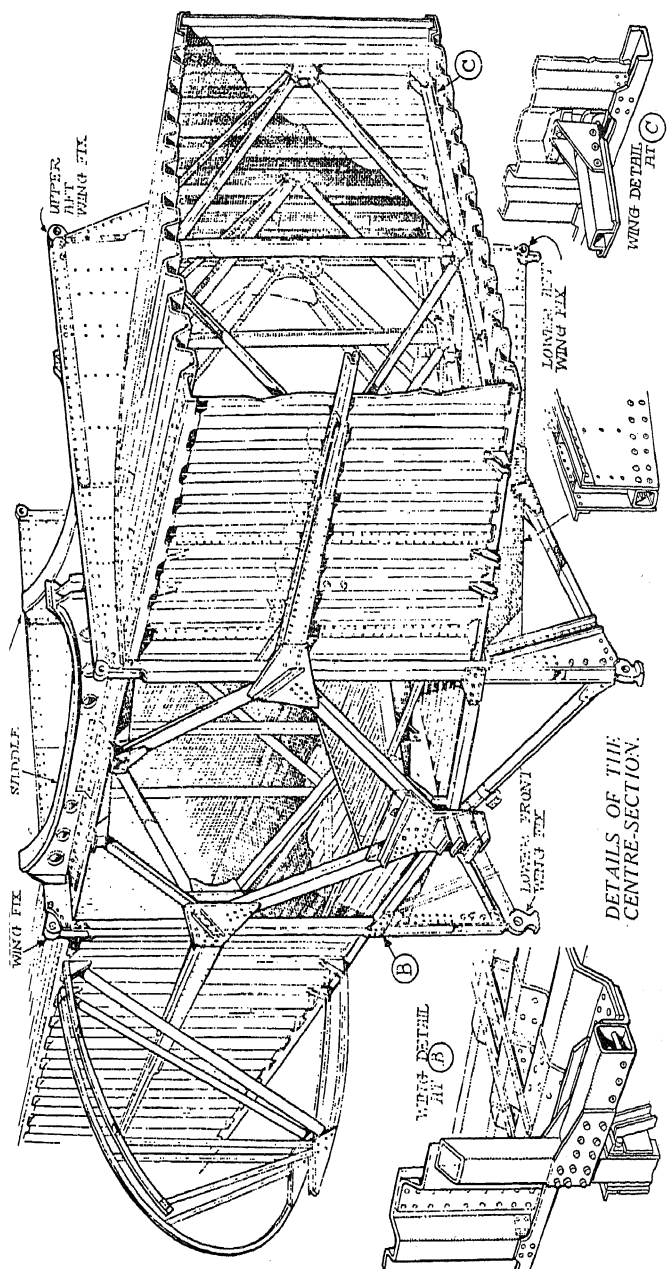 UPPER
AFT
WING FIX
SADDLE
WING FIX
C
LOWER AFT
WING FIX
WING DETAIL
AT C
LOWER FRONT
WING FIX
B
DETAILS OF THE
CENTRE-SECTION.
WING DETAIL
AT B